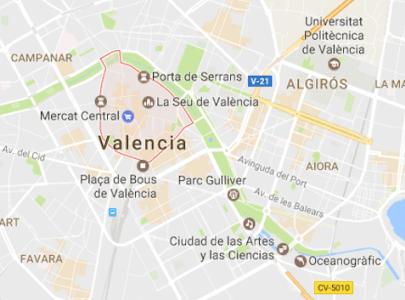 Universitat
Politècnica
de València
CAMPANAR
Porta de Serrans
V-21
ALGIRÓS
LA MA
La Seu de València
Mercat Central
Valencia
Av. del Cid
Avinguda del Port
AIORA
Plaça de Bous
de València
Parc Gulliver
Av. de les Balears
ART
Ciudad de las Artes
y las Ciencias
FAVARA
Oceanogràfic
CV-5010